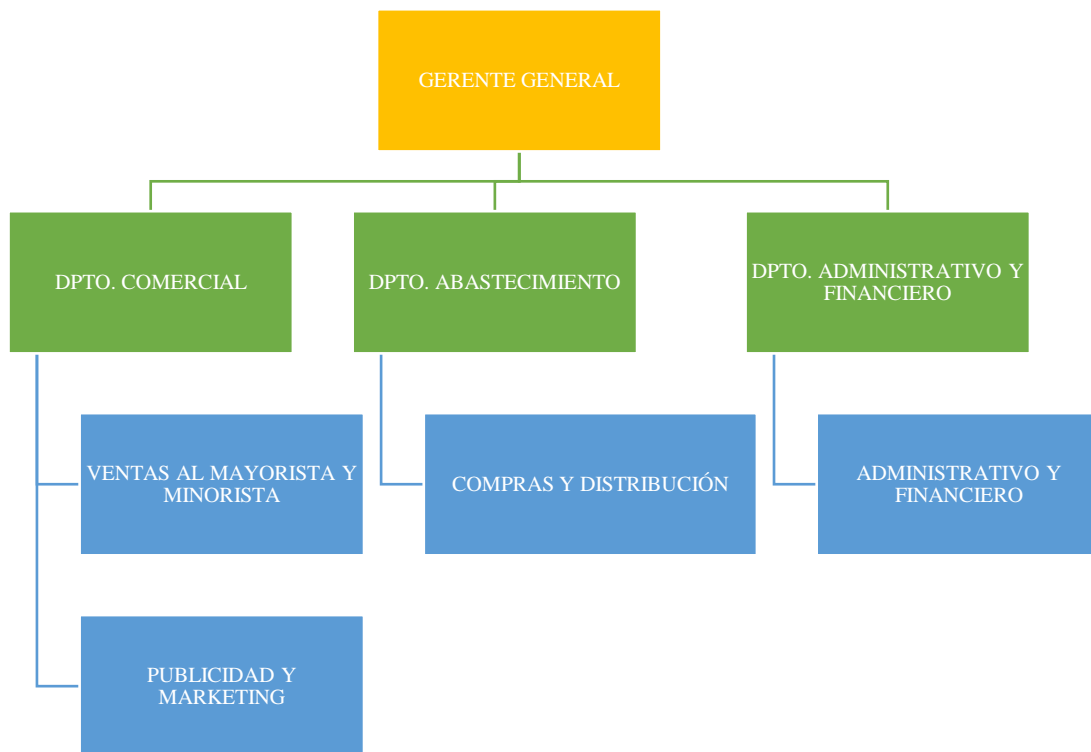 GERENTE GENERAL
DPTO. COMERCIAL
DPTO. ABASTECIMIENTO
DPTO. ADMINISTRATIVO Y
FINANCIERO
VENTAS AL MAYORISTA Y
MINORISTA
COMPRAS Y DISTRIBUCIÓN
ADMINISTRATIVO Y
FINANCIERO
PUBLICIDAD Y
MARKETING